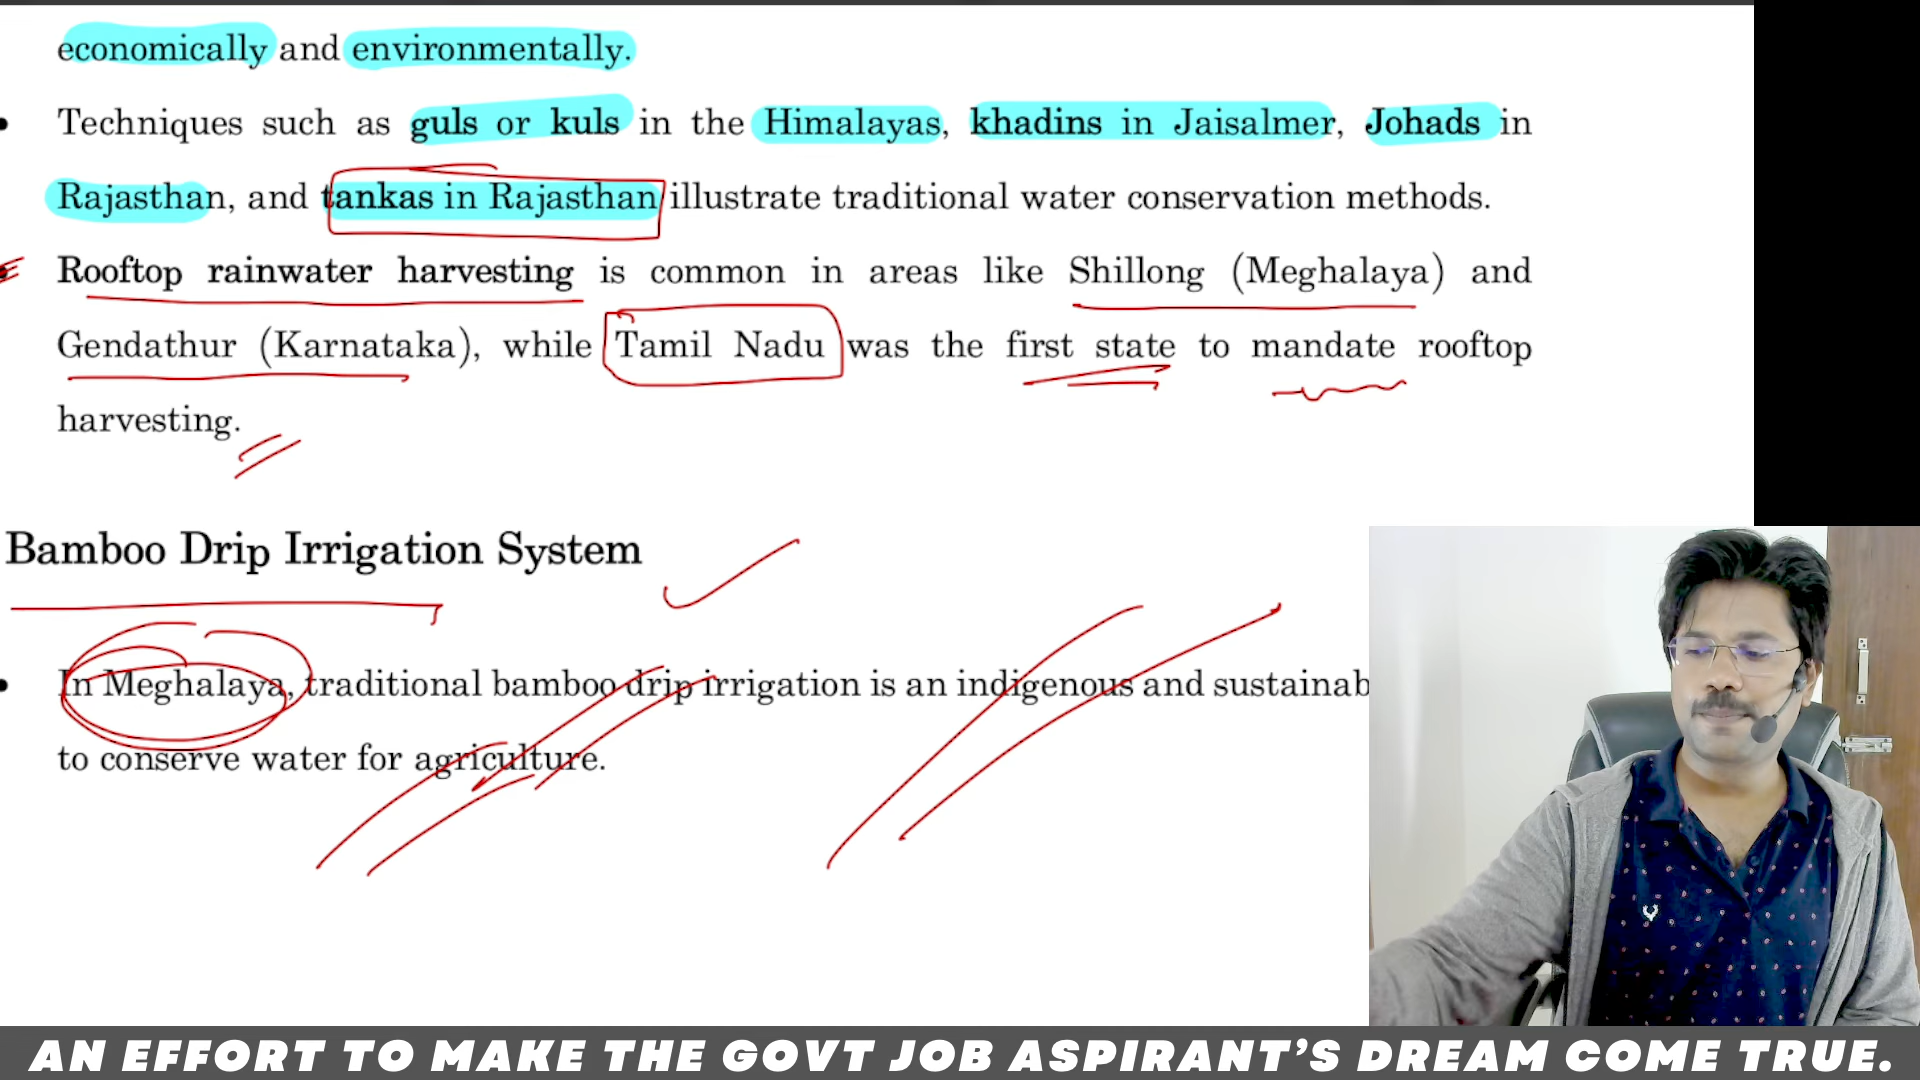 economically and environmentally.
• Techniques such as guls or kuls in the Himalayas, khadins in Jaisalmer, Johads in
Rajasthan, and tankas in Rajasthan illustrate traditional water conservation methods.
• Rooftop rainwater harvesting is common in areas like Shillong (Meghalaya) and
Gendathur (Karnataka), while Tamil Nadu was the first state to mandate rooftop
harvesting.
Bamboo Drip Irrigation System
• In Meghalaya, traditional bamboo drip irrigation is an indigenous and sustainab
to conserve water for agriculture.
AN EFFORT TO MAKE THE GOVT JOB ASPIRANT'S DREAM COME TRUE.